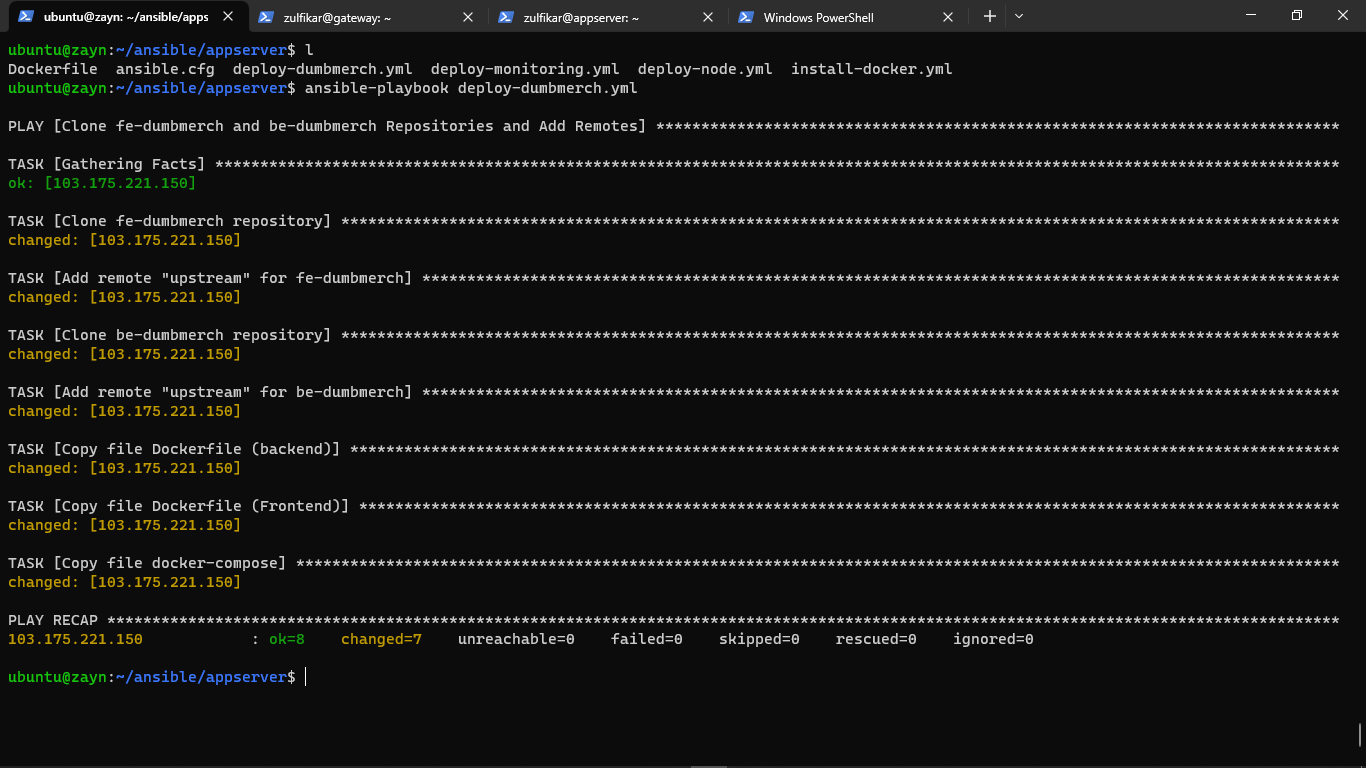 ubuntu@zayn: ~/ansible/apps
zulfikar@gateway: ~
zulfikar@appserver: ~
Windows PowerShell
ubuntu@zayn:~/ansible/appserver$ l
Dockerfile  ansible.cfg  deploy-dumbmerch.yml  deploy-monitoring.yml  deploy-node.yml  install-docker.yml
ubuntu@zayn:~/ansible/appserver$ ansible-playbook deploy-dumbmerch.yml
PLAY [Clone fe-dumbmerch and be-dumbmerch Repositories and Add Remotes] ****************************************************************************
TASK [Gathering Facts] *****************************************************************************************************************************
ok: [103.175.221.150]
TASK [Clone fe-dumbmerch repository] ***************************************************************************************************************
changed: [103.175.221.150]
TASK [Add remote "upstream" for fe-dumbmerch] ******************************************************************************************************
changed: [103.175.221.150]
TASK [Clone be-dumbmerch repository] ***************************************************************************************************************
changed: [103.175.221.150]
TASK [Add remote "upstream" for be-dumbmerch] ******************************************************************************************************
changed: [103.175.221.150]
TASK [Copy file Dockerfile (backend)] **************************************************************************************************************
changed: [103.175.221.150]
TASK [Copy file Dockerfile (Frontend)] *************************************************************************************************************
changed: [103.175.221.150]
TASK [Copy file docker-compose] ********************************************************************************************************************
changed: [103.175.221.150]
PLAY RECAP *****************************************************************************************************************************************
103.175.221.150            : ok=8    changed=7    unreachable=0    failed=0    skipped=0    rescued=0    ignored=0
ubuntu@zayn:~/ansible/appserver$